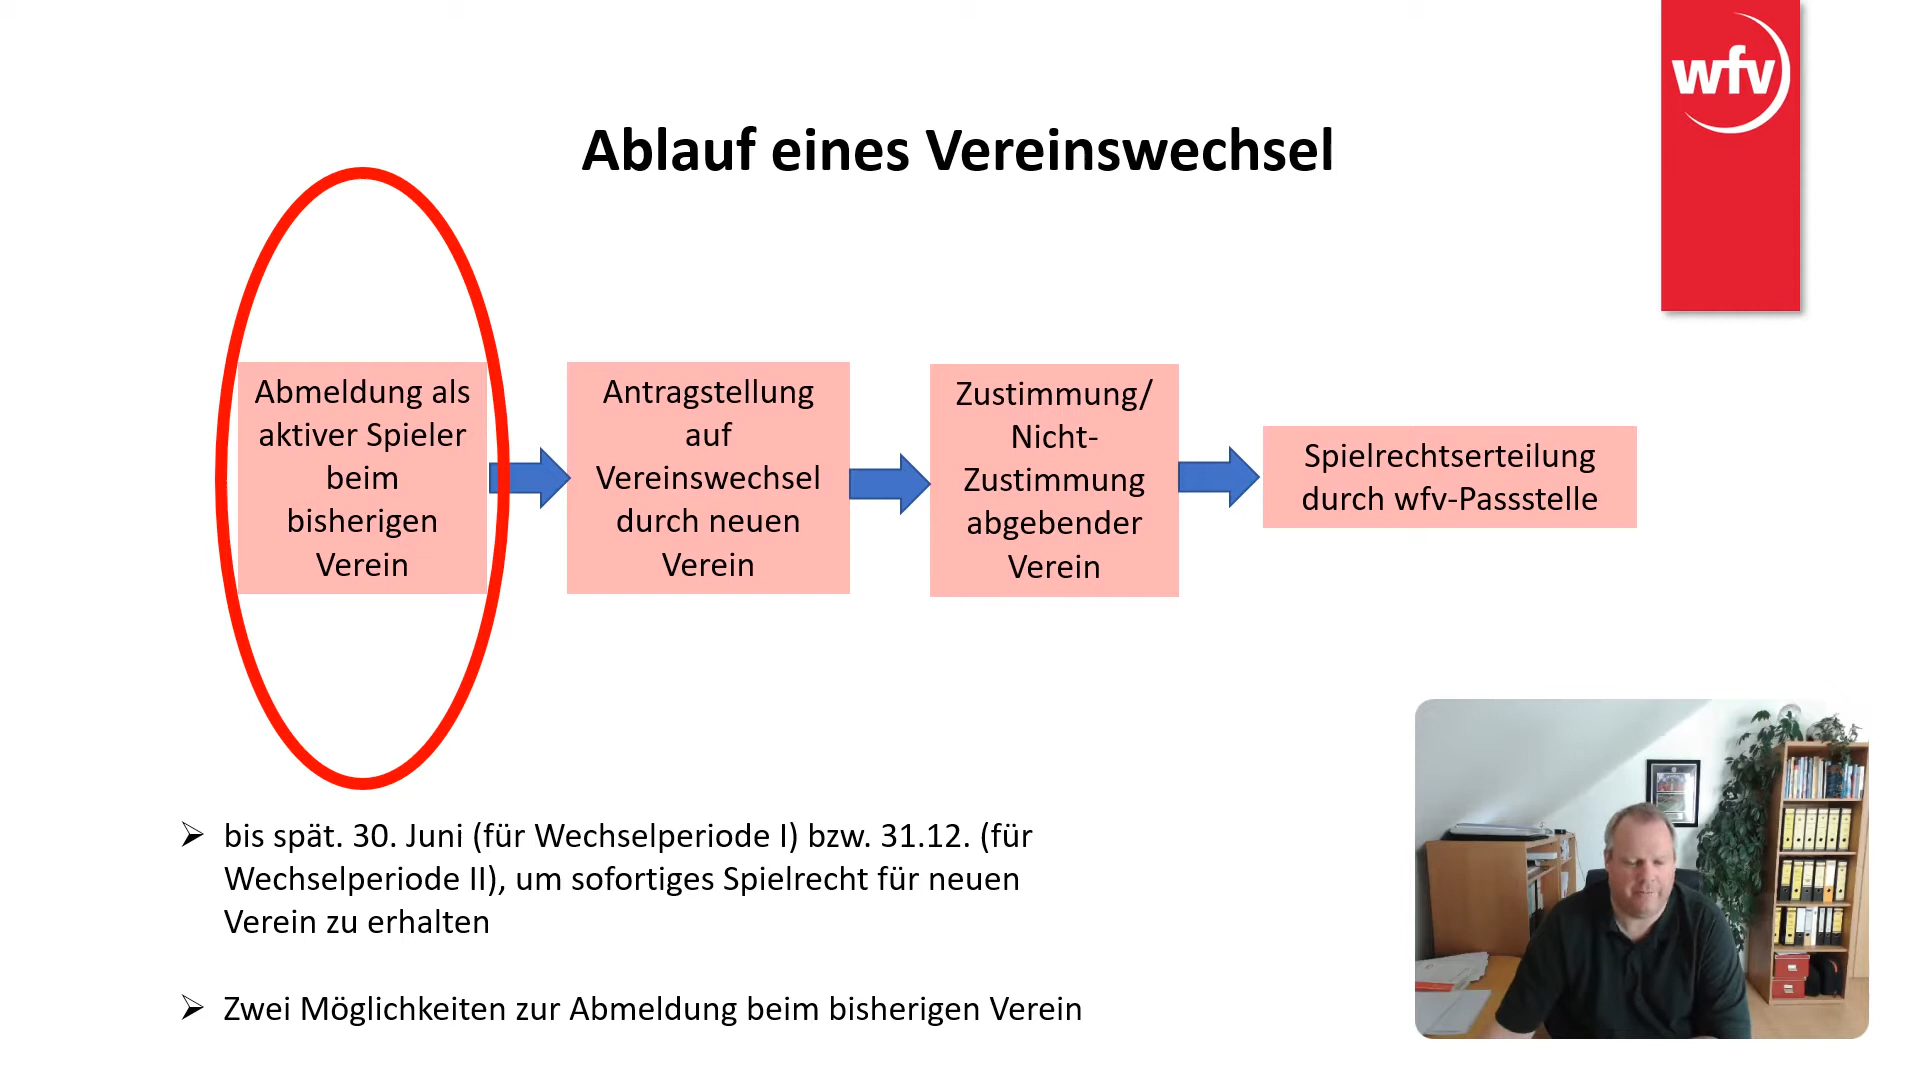 wfv
Ablauf eines Vereinswechsel
Abmeldung als
aktiver Spieler
beim
bisherigen
Verein
Antragstellung
auf
Vereinswechsel
durch neuen
Verein
Zustimmung/
Nicht-
Zustimmung
abgebender
Verein
Spielrechtserteilung
durch wfv-Passstelle
bis spät. 30. Juni (für Wechselperiode I) bzw. 31.12. (für
Wechselperiode II), um sofortiges Spielrecht für neuen
Verein zu erhalten
Zwei Möglichkeiten zur Abmeldung beim bisherigen Verein